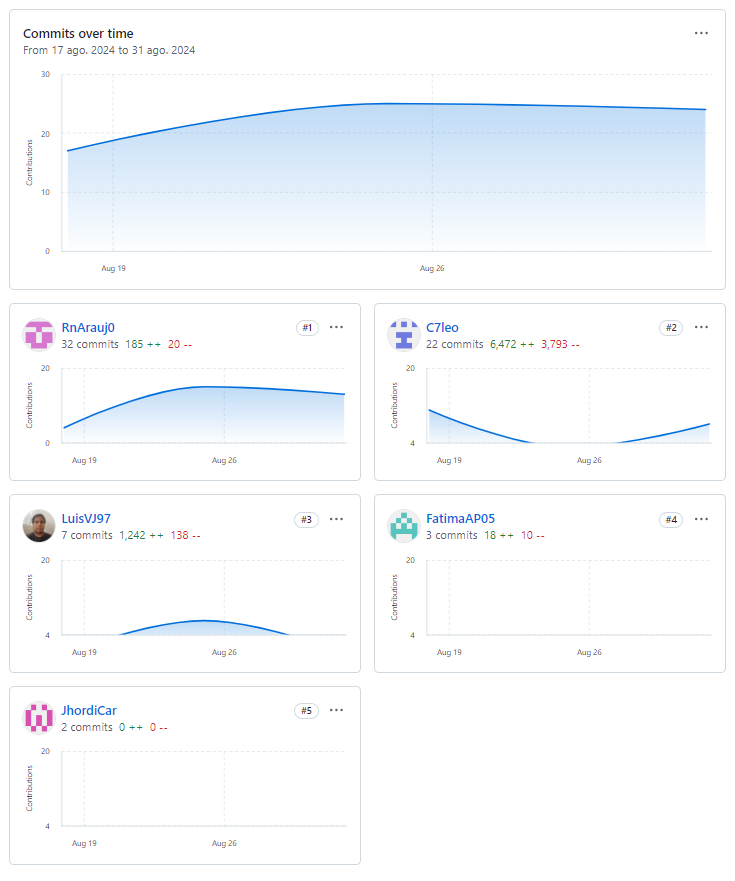 Commits over time
From 17 ago. 2024 to 31 ago. 2024
30
20
10
0
Contributions
Aug 19 Aug 26
RnArauj0 #1
32 commits 185 ++ 20 --
20
0
Contributions
Aug 19 Aug 26
C7leo #2
22 commits 6,472 ++ 3,793 --
20
4
Contributions
Aug 19 Aug 26
LuisVJ97 #3
7 commits 1,242 ++ 138 --
20
4
Contributions
Aug 19 Aug 26
FatimaAP05 #4
3 commits 18 ++ 10 --
20
4
Contributions
Aug 19 Aug 26
JhordiCar #5
2 commits 0 ++ 0 --
20
4
Contributions
Aug 19 Aug 26